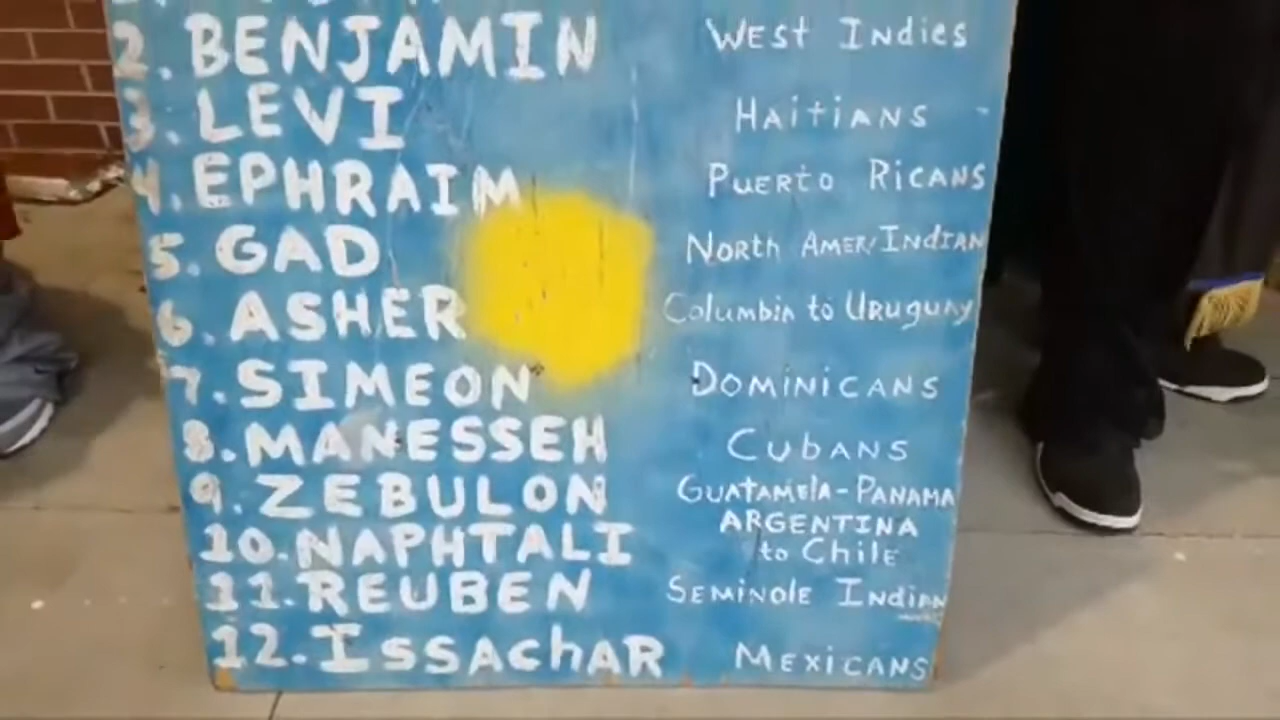 2. BENJAMIN West Indies
3. LEVI HAITIANS
4. EPHRAIM PUERTO RICANS
5. GAD NORTH AMER/INDIAN
6. ASHER Columbia to URuguay
7. SIMEON DOMINICANS
8. MANESSEH CUbANS
9. ZEBULON GUATAMEla-PANAMA
10. NAPHTALI ARGENTINA
to Chile
11. REUBEN SEMINOLE Indian
12. ISSAChAR MEXICANS